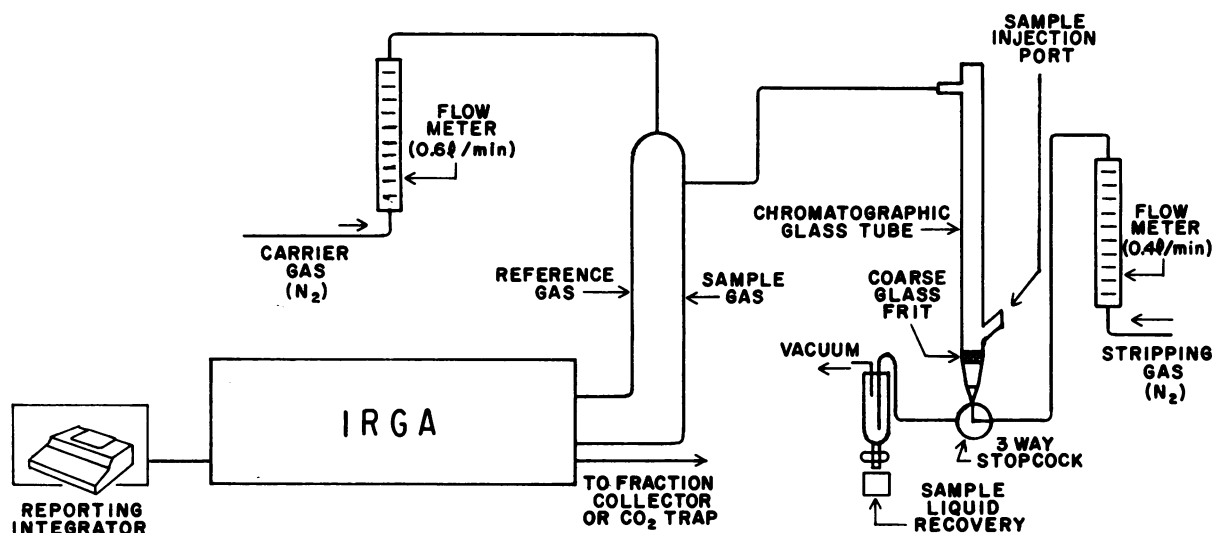 SAMPLE
INJECTION
PORT
FLOW
METER
(0.6ℓ/min)
CARRIER
GAS
(N₂)
REFERENCE
GAS
SAMPLE
GAS
CHROMATOGRAPHIC
GLASS TUBE
COARSE
GLASS
FRIT
FLOW
METER
(0.4ℓ/min)
STRIPPING
GAS
(N₂)
VACUUM
IRGA
3 WAY
STOPCOCK
TO FRACTION
COLLECTOR
OR CO₂ TRAP
SAMPLE
LIQUID
RECOVERY
REPORTING
INTEGRATOR